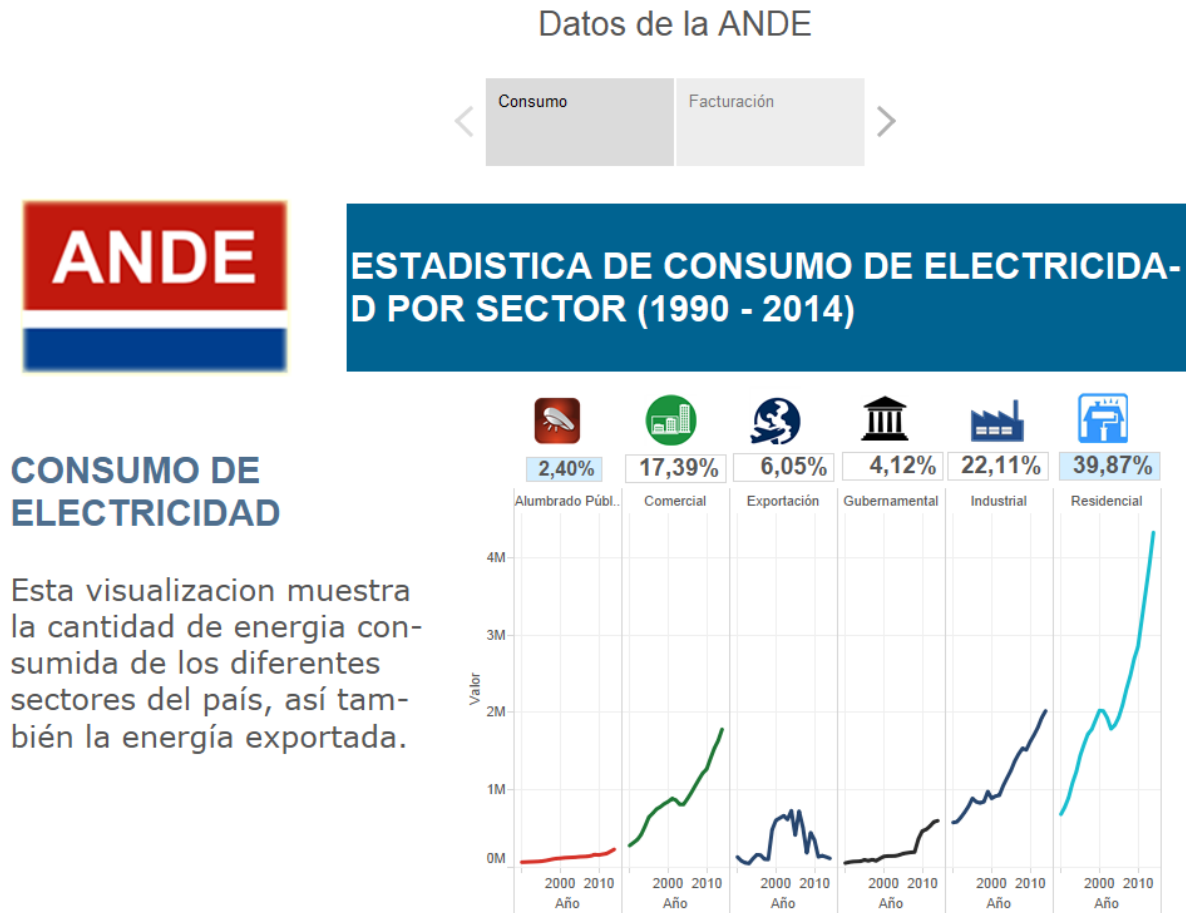 Datos de la ANDE
Consumo
Facturación
ANDE
ESTADISTICA DE CONSUMO DE ELECTRICIDA-
D POR SECTOR (1990 - 2014)
CONSUMO DE
ELECTRICIDAD
Esta visualizacion muestra
la cantidad de energia con-
sumida de los diferentes
sectores del país, así tam-
bién la energía exportada.
2,40% 17,39% 6,05% 4,12% 22,11% 39,87%
Alumbrado Públ.. Comercial Exportación Gubernamental Industrial Residencial
Valor
4M
3M
2M
1M
0M
2000 2010 2000 2010 2000 2010 2000 2010 2000 2010 2000 2010
Año Año Año Año Año Año